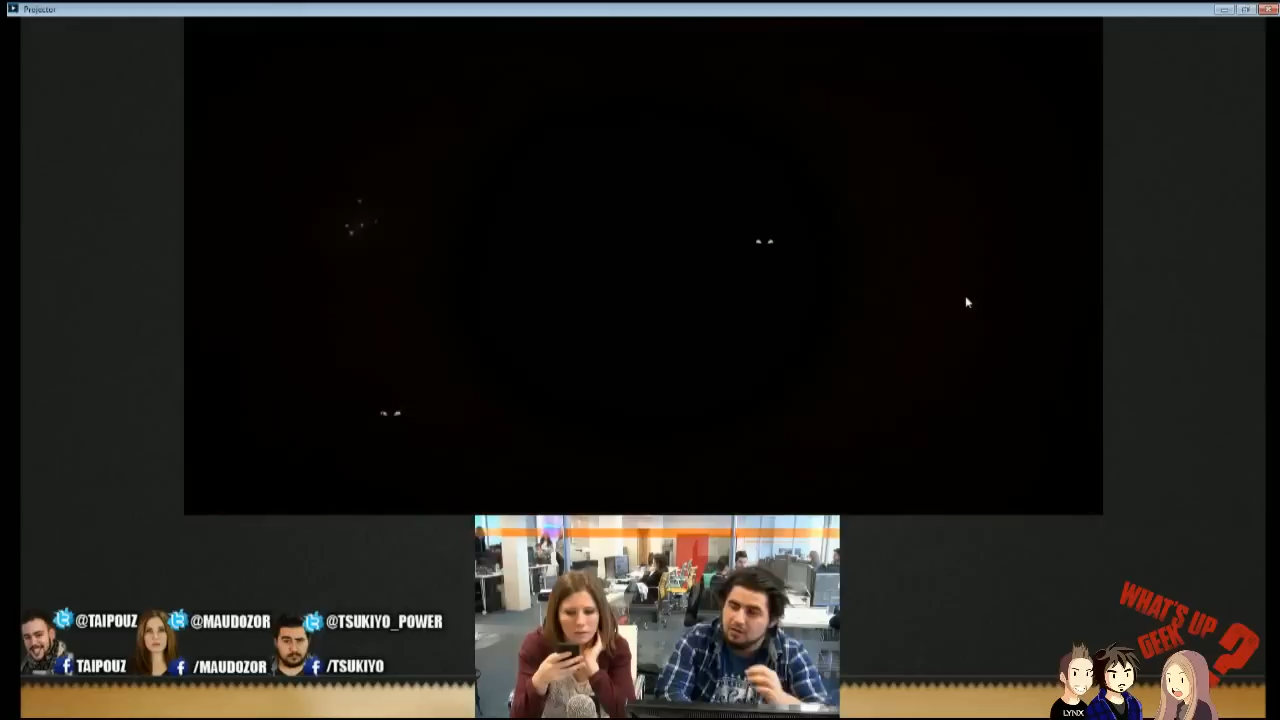 Projector
@TAIPOUZ
@MAUDOZOR
@TSUKIYO_POWER
TAIPOUZ
/MAUDOZOR
/TSUKIYO
WHAT'S UP
GEEK
?
LYNX